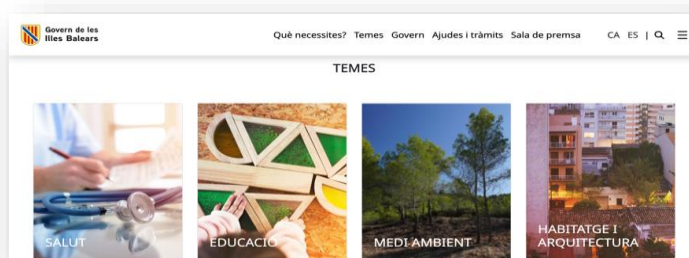 Govern de les
Illes Balears
Què necessites? Temes Govern Ajudes i tràmits Sala de premsa CA ES |
TEMES
SALUT
EDUCACIÓ
MEDI AMBIENT
HABITATGE I
ARQUITECTURA